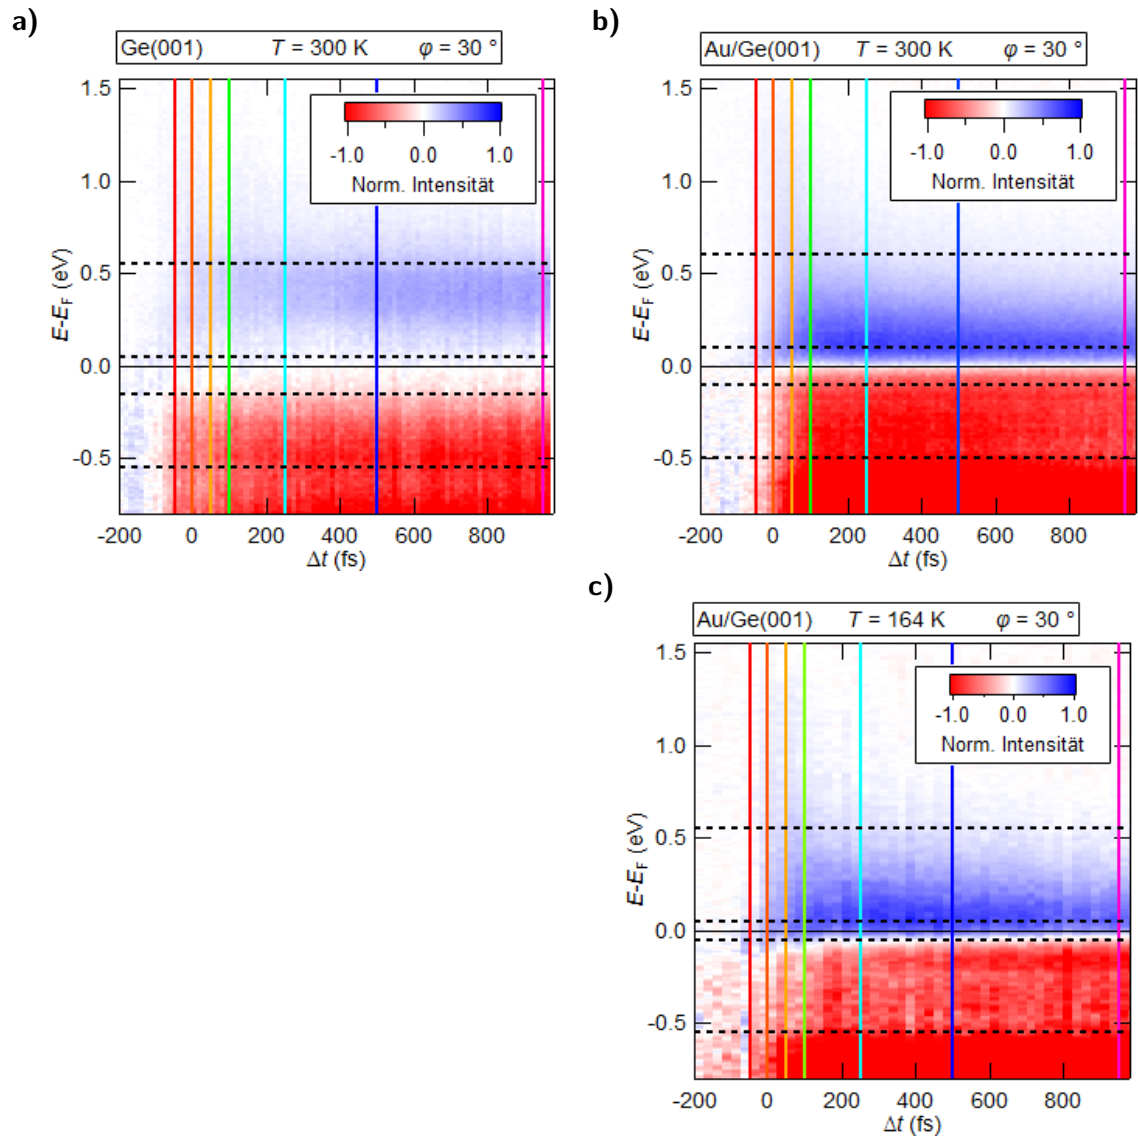 a)
Ge(001) T = 300 K φ = 30 °
1.5
1.0
0.5
0.0
-0.5
E-E_F (eV)
-1.0 0.0 1.0
Norm. Intensität
-200 0 200 400 600 800
Δt (fs)
b)
Au/Ge(001) T = 300 K φ = 30 °
1.5
1.0
0.5
0.0
-0.5
E-E_F (eV)
-1.0 0.0 1.0
Norm. Intensität
-200 0 200 400 600 800
Δt (fs)
c)
Au/Ge(001) T = 164 K φ = 30 °
1.5
1.0
0.5
0.0
-0.5
E-E_F (eV)
-1.0 0.0 1.0
Norm. Intensität
-200 0 200 400 600 800
Δt (fs)